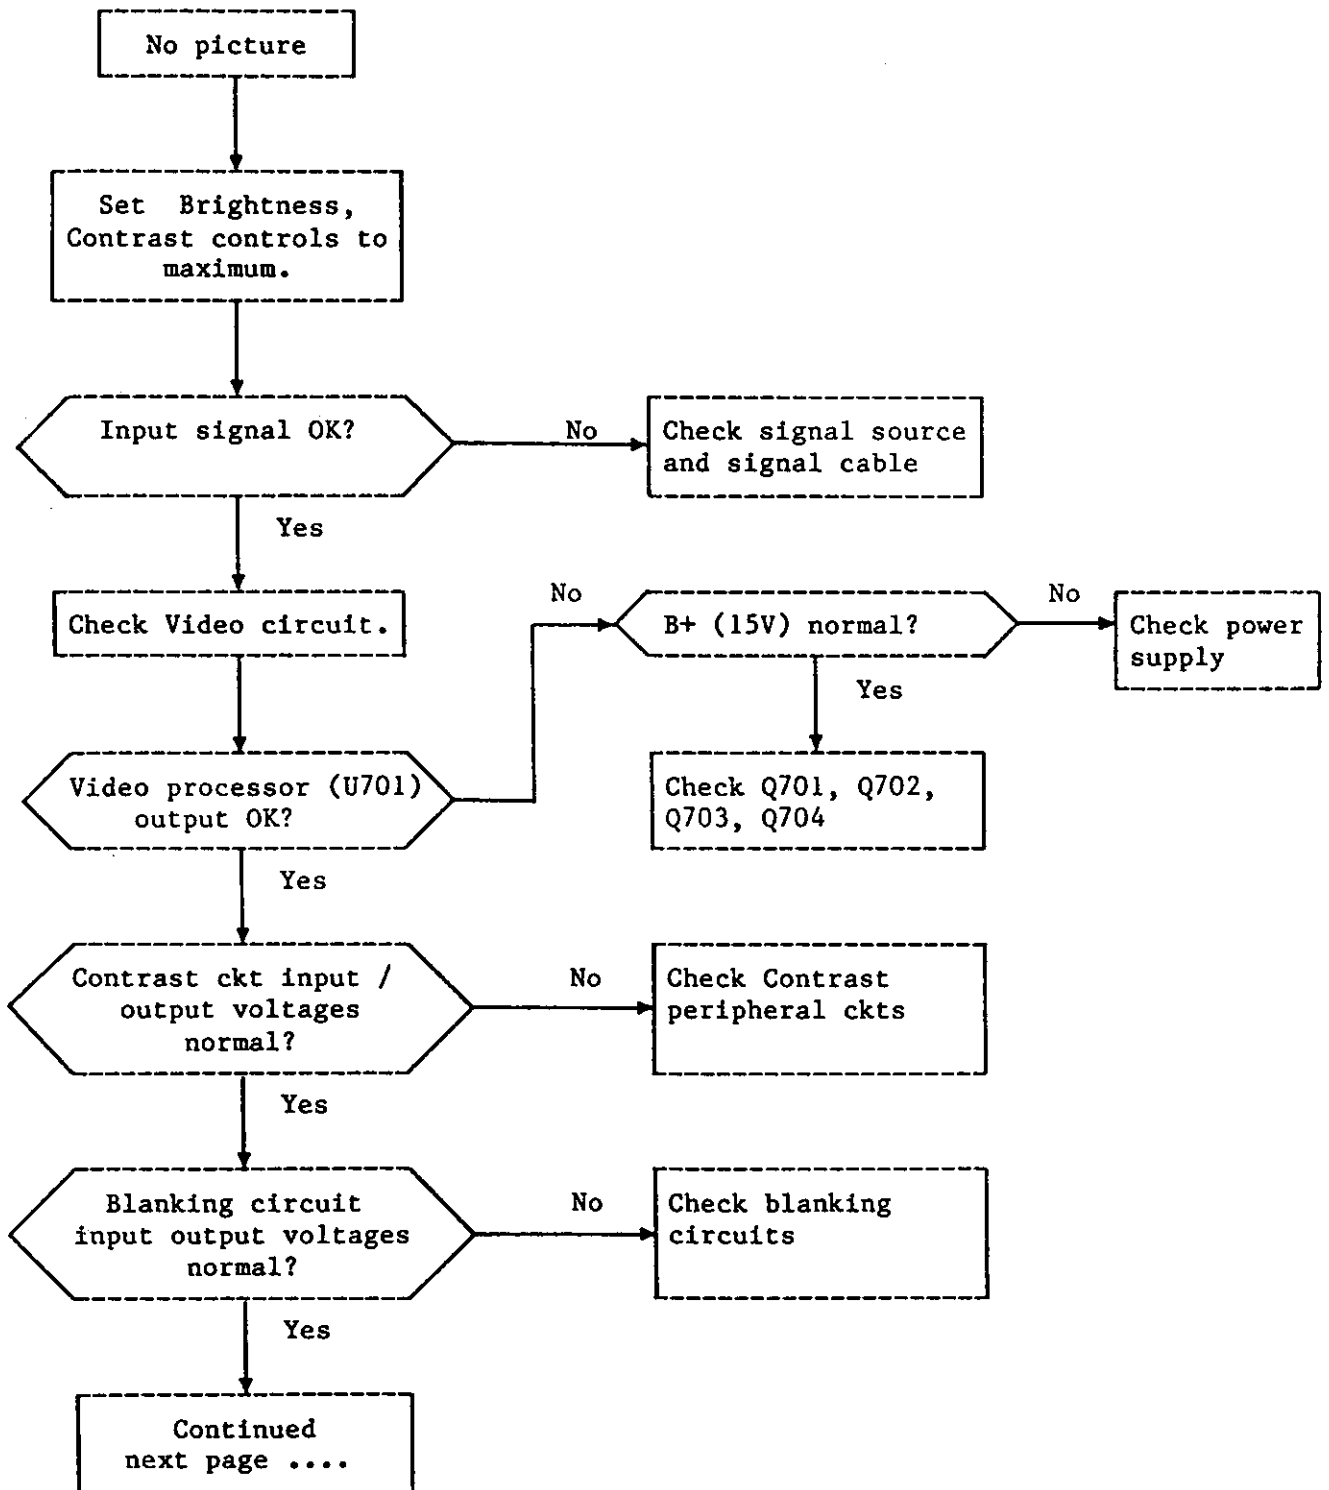 No picture
Set Brightness,
Contrast controls to
maximum.
Input signal OK?
No
Check signal source
and signal cable
Yes
Check Video circuit.
No
B+ (15V) normal?
No
Check power
supply
Yes
Video processor (U701)
output OK?
Check Q701, Q702,
Q703, Q704
Yes
Contrast ckt input /
output voltages
normal?
No
Check Contrast
peripheral ckts
Yes
Blanking circuit
input output voltages
normal?
No
Check blanking
circuits
Yes
Continued
next page ....